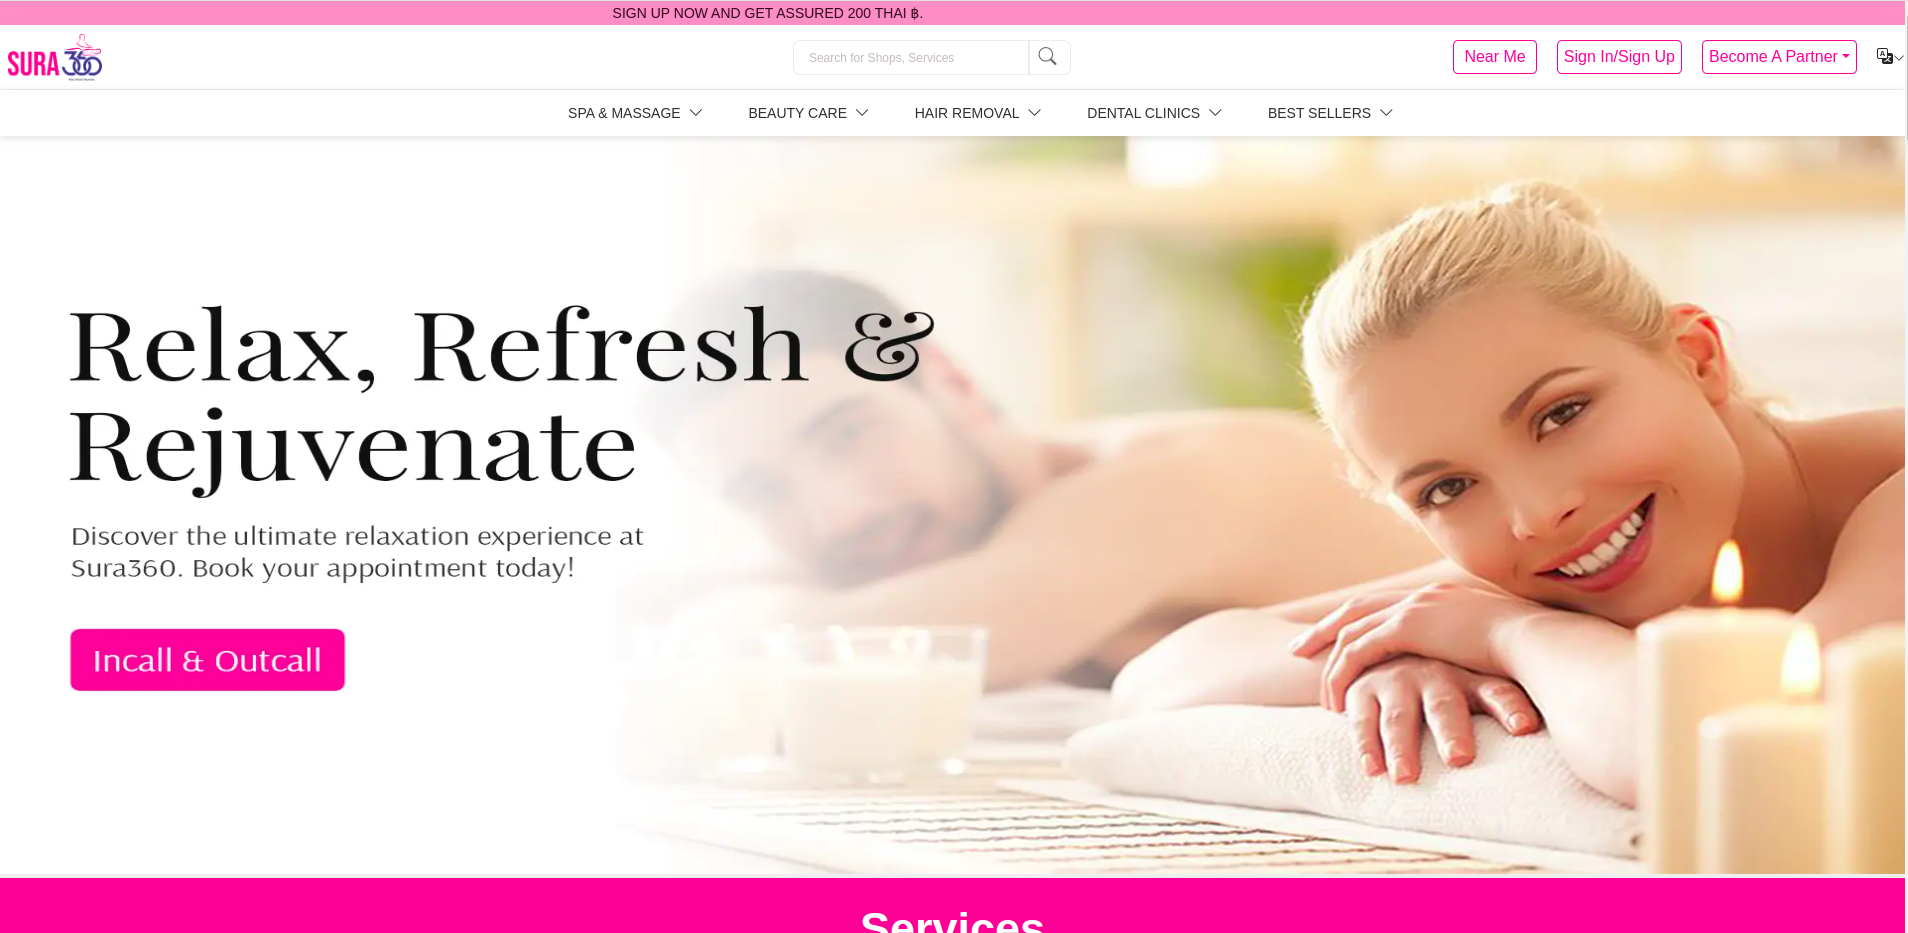 SIGN UP NOW AND GET ASSURED 200 THAI ฿.
SURA 360
Search for Shops, Services
Near Me
Sign In/Sign Up
Become A Partner
SPA & MASSAGE
BEAUTY CARE
HAIR REMOVAL
DENTAL CLINICS
BEST SELLERS
Relax, Refresh &
Rejuvenate
Discover the ultimate relaxation experience at
Sura360. Book your appointment today!
Incall & Outcall
Services